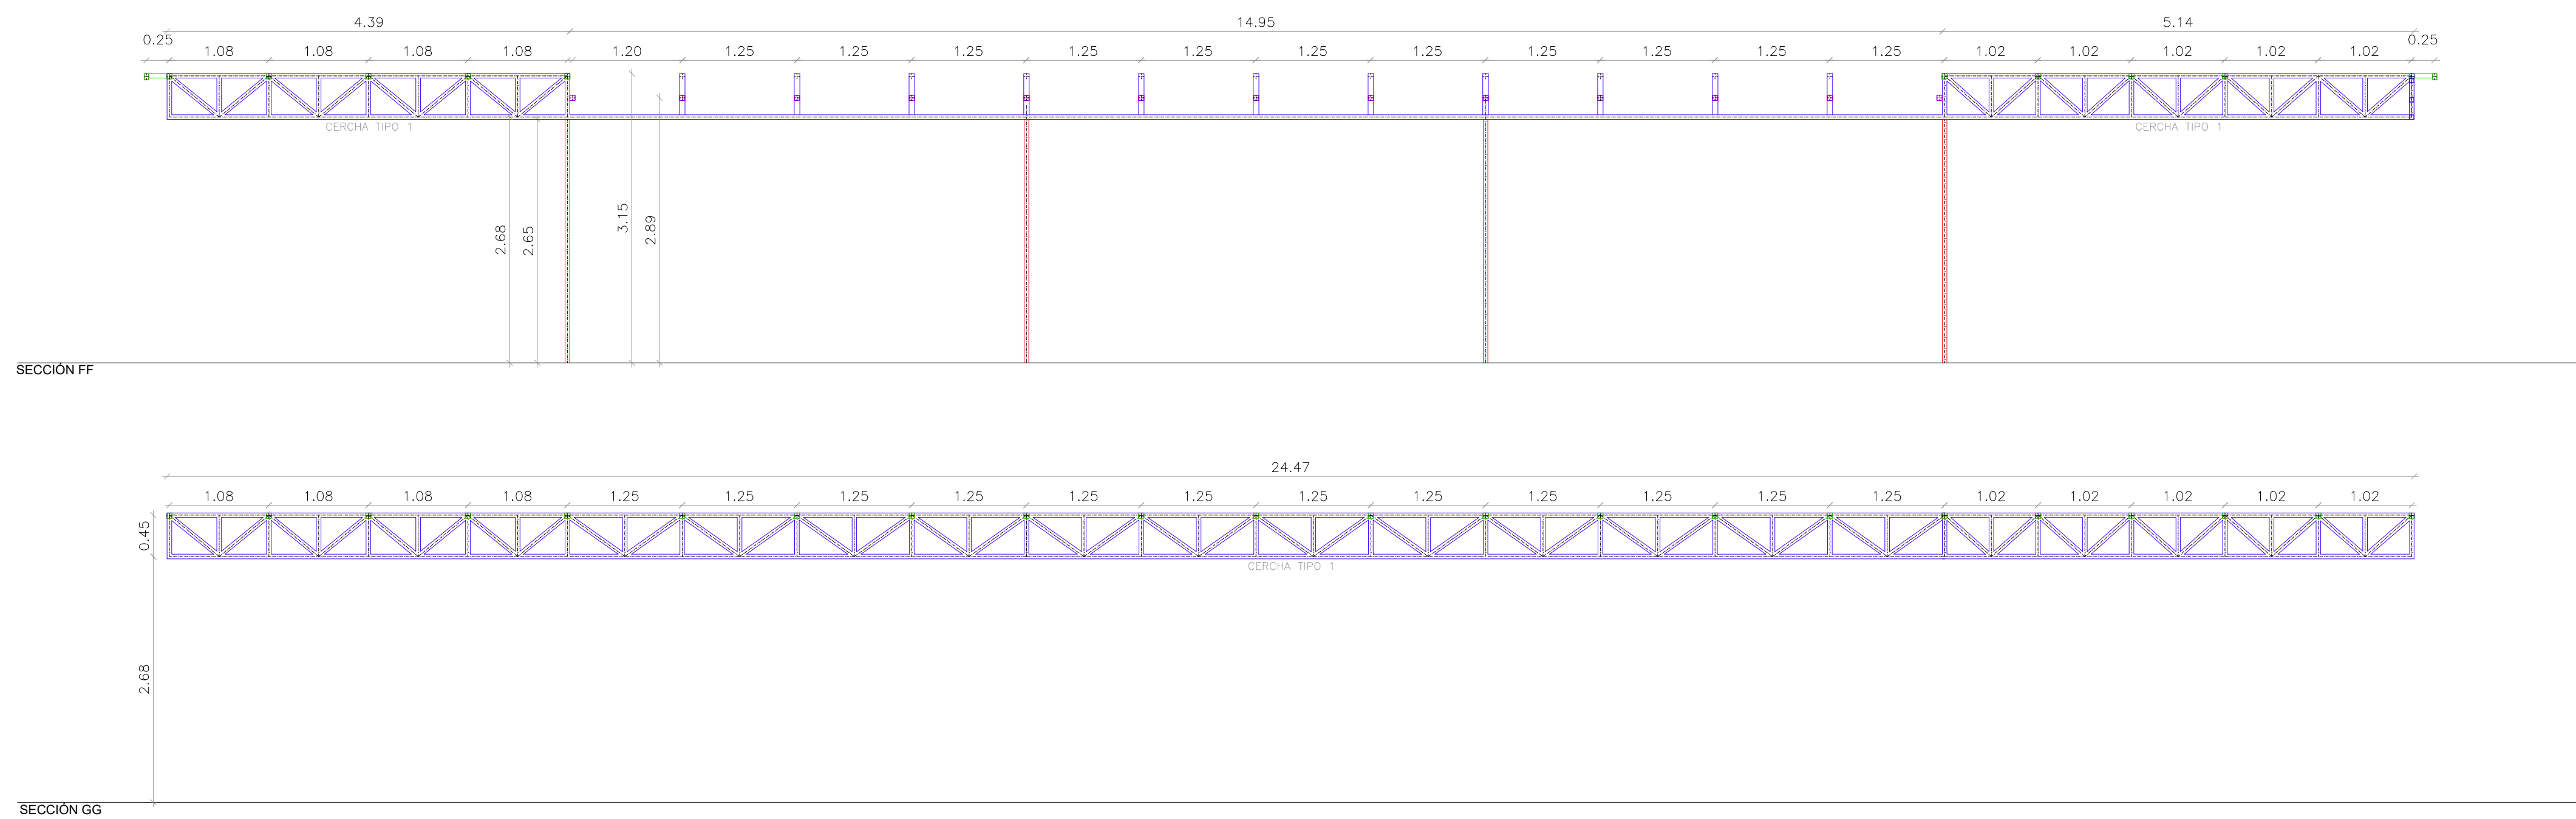 4.39 14.95 5.14
0.25 1.08 1.08 1.08 1.08 1.20 1.25 1.25 1.25 1.25 1.25 1.25 1.25 1.25 1.25 1.25 1.25 1.02 1.02 1.02 1.02 1.02 0.25
CERCHA TIPO 1 CERCHA TIPO 1
2.68 2.65 3.15 2.89
SECCIÓN FF
24.47
1.08 1.08 1.08 1.08 1.25 1.25 1.25 1.25 1.25 1.25 1.25 1.25 1.25 1.25 1.25 1.25 1.02 1.02 1.02 1.02 1.02
0.45
CERCHA TIPO 1
2.68
SECCIÓN GG